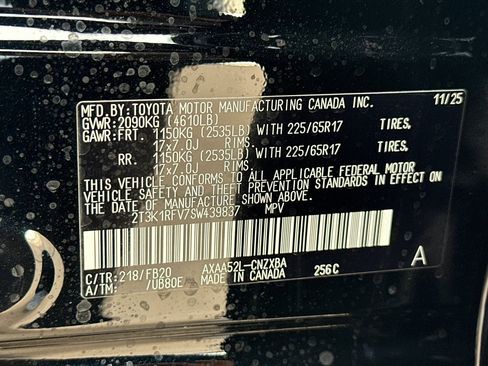 MFD.BY:TOYOTA MOTOR MANUFACTURING CANADA INC. 11/25
GVWR:2090KG (4610LB)
GAWR:FRT. 1150KG (2535LB) WITH 225/65R17 TIRES.
17x7.0J RIMS.
RR. 1150KG (2535LB) WITH 225/65R17 TIRES.
17x7.0J RIMS.
THIS VEHICLE CONFORMS TO ALL APPLICABLE FEDERAL MOTOR
VEHICLE SAFETY AND THEFT PREVENTION STANDARDS IN EFFECT ON
THE DATE OF MANUFACTURE SHOWN ABOVE.
2T3K1RFV7SW439837 MPV
C/TR:218/FB20 AXAA52L-CNZXBA A
A/TM: /UB80E MADE IN CANADA 256C